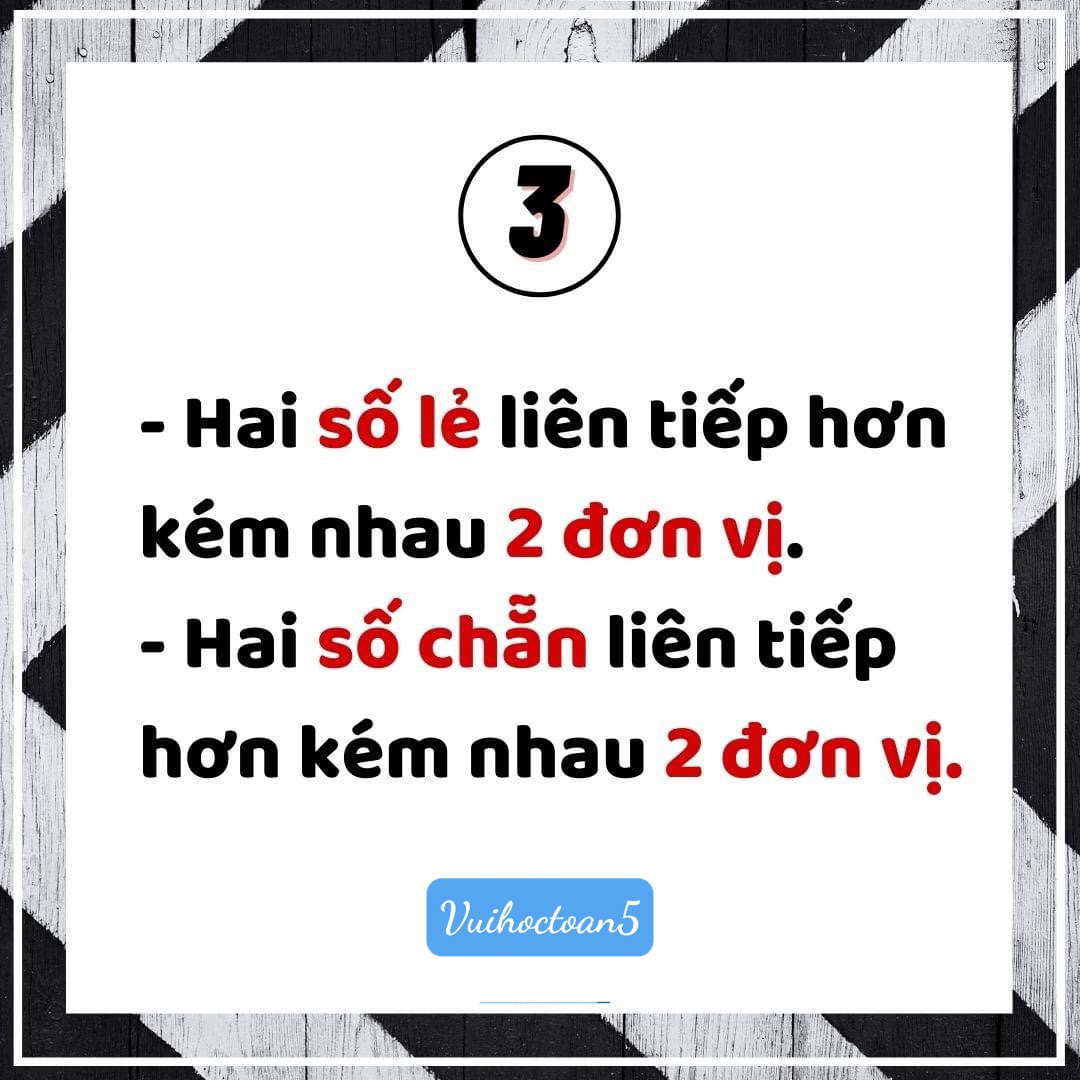 3
- Hai số lẻ liên tiếp hơn
kém nhau 2 đơn vị.
- Hai số chẵn liên tiếp
hơn kém nhau 2 đơn vị.
Vuihoctoan5